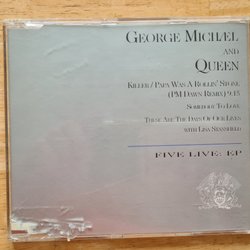 GEORGE MICHAEL
AND
QUEEN
KILLER / PAPA WAS A ROLLIN' STONE
(PM DAWN REMIX) 9.15
SOMEBODY TO LOVE
THESE ARE THE DAYS OF OUR LIVES
WITH LISA STANSFIELD
FIVE LIVE: EP